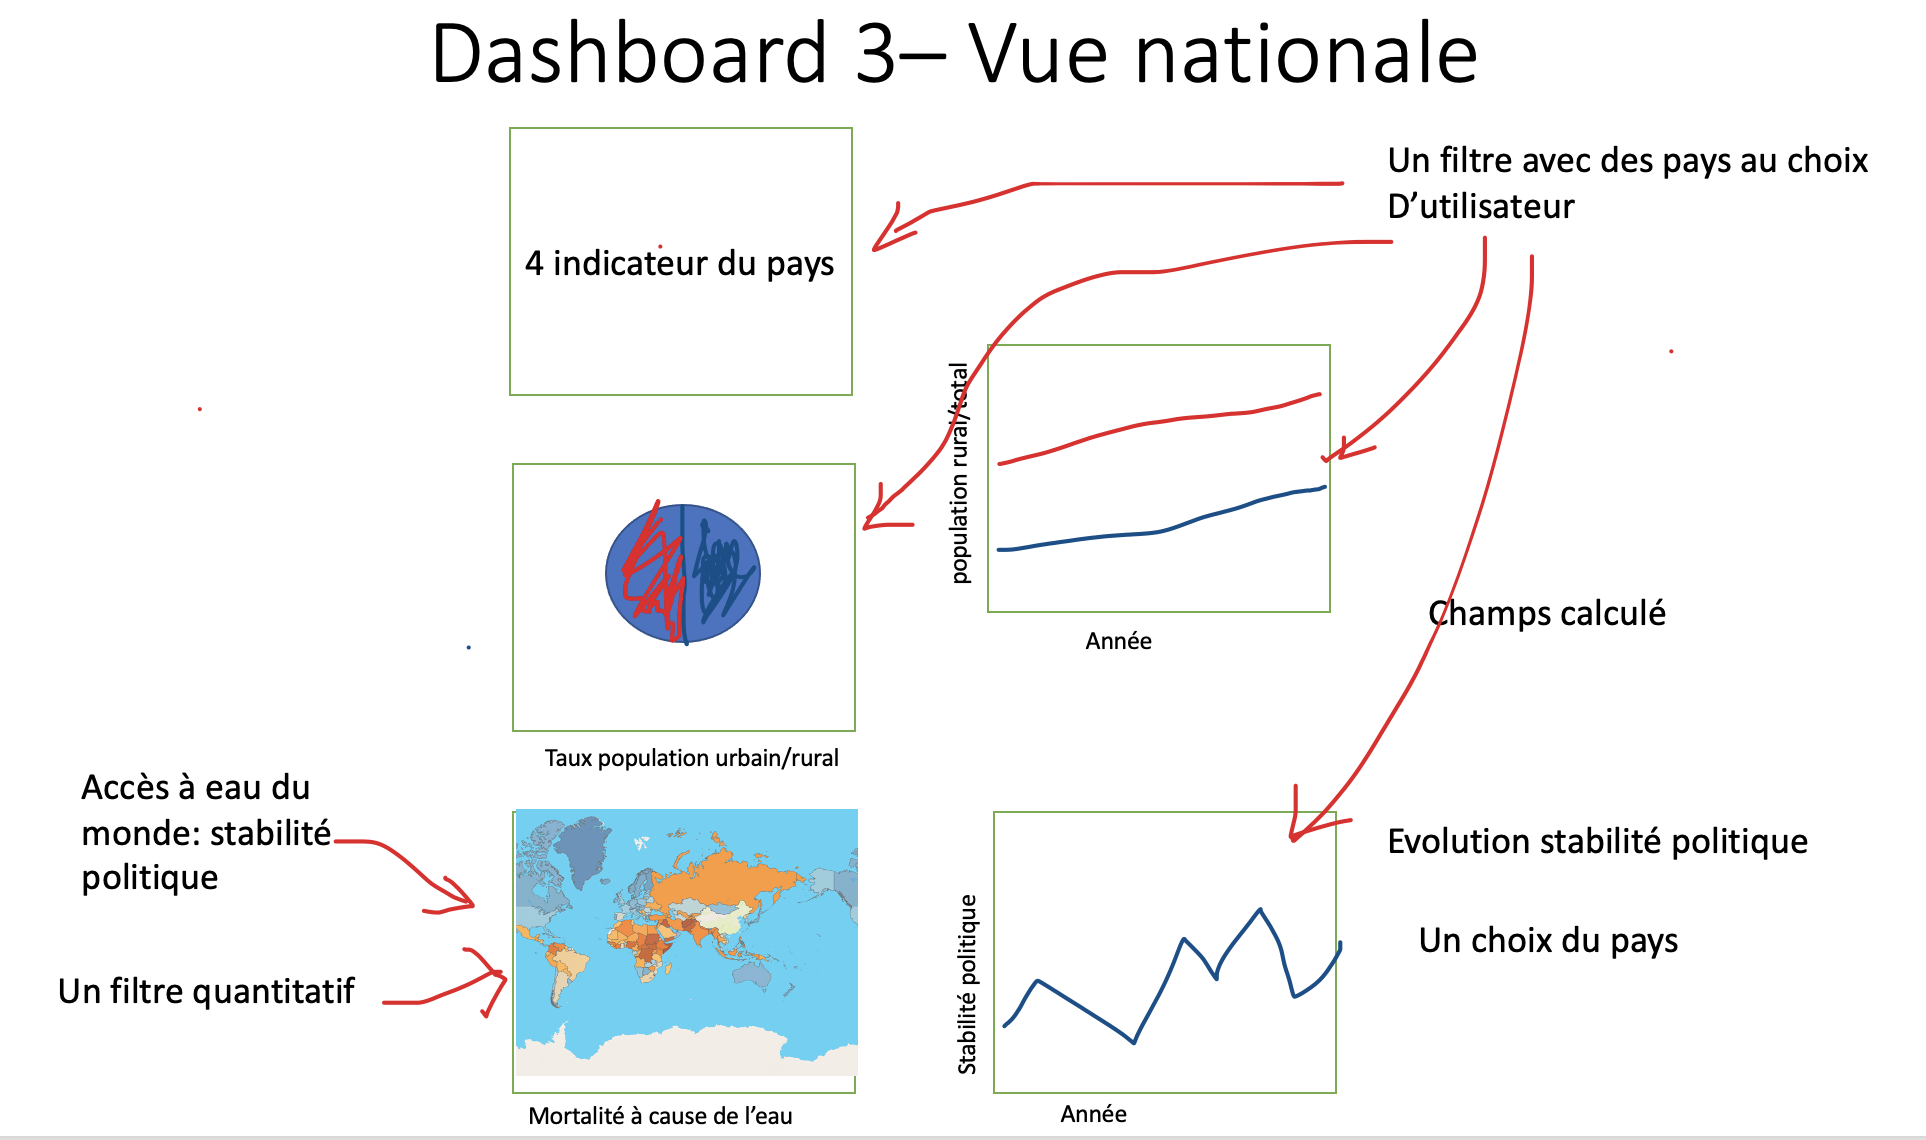 Dashboard 3– Vue nationale
Un filtre avec des pays au choix
D’utilisateur
4 indicateur du pays
population rural/total
Année
Champs calculé
Taux population urbain/rural
Accès à eau du
monde: stabilité
politique
Un filtre quantitatif
Mortalité à cause de l’eau
Stabilité politique
Année
Evolution stabilité politique
Un choix du pays